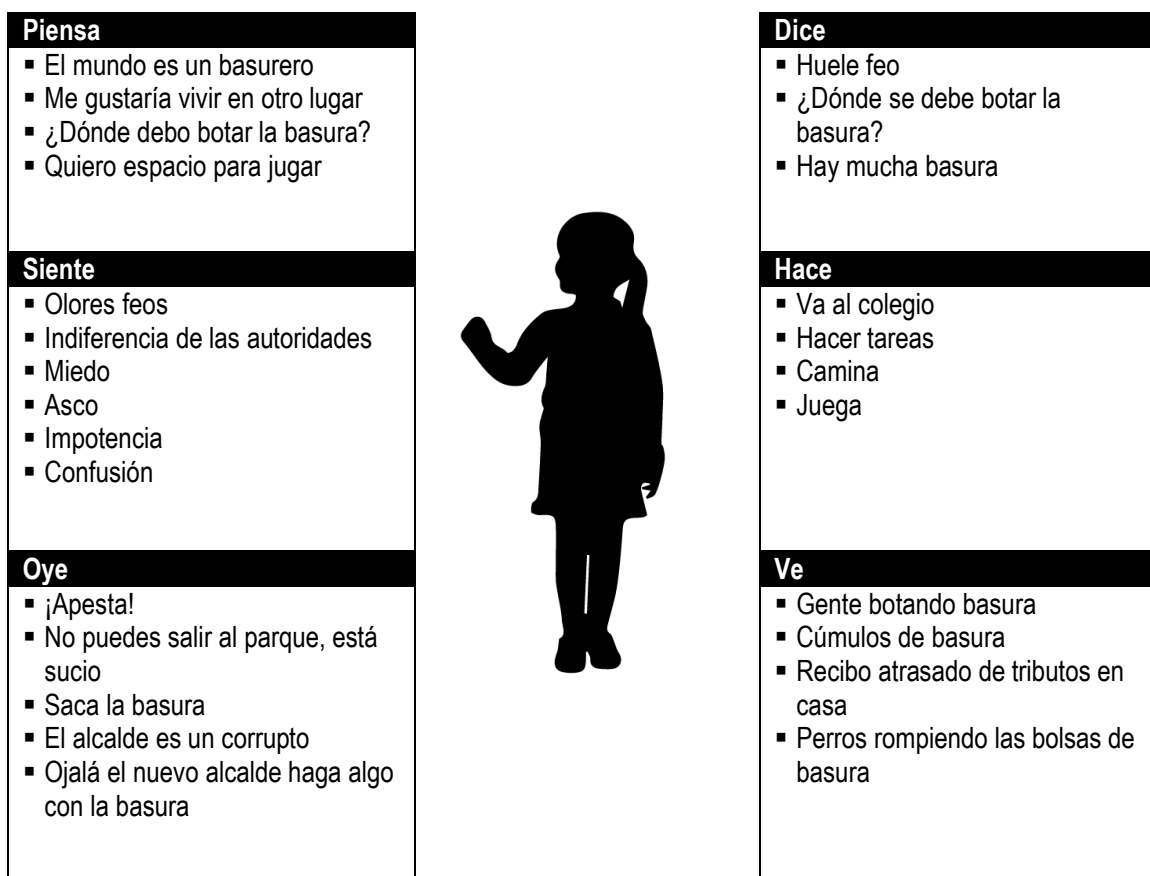 Piensa
▪ El mundo es un basurero
▪ Me gustaría vivir en otro lugar
▪ ¿Dónde debo botar la basura?
▪ Quiero espacio para jugar
Siente
▪ Olores feos
▪ Indiferencia de las autoridades
▪ Miedo
▪ Asco
▪ Impotencia
▪ Confusión
Oye
▪ ¡Apesta!
▪ No puedes salir al parque, está
sucio
▪ Saca la basura
▪ El alcalde es un corrupto
▪ Ojalá el nuevo alcalde haga algo
con la basura
Dice
▪ Huele feo
▪ ¿Dónde se debe botar la
basura?
▪ Hay mucha basura
Hace
▪ Va al colegio
▪ Hacer tareas
▪ Camina
▪ Juega
Ve
▪ Gente botando basura
▪ Cúmulos de basura
▪ Recibo atrasado de tributos en
casa
▪ Perros rompiendo las bolsas de
basura